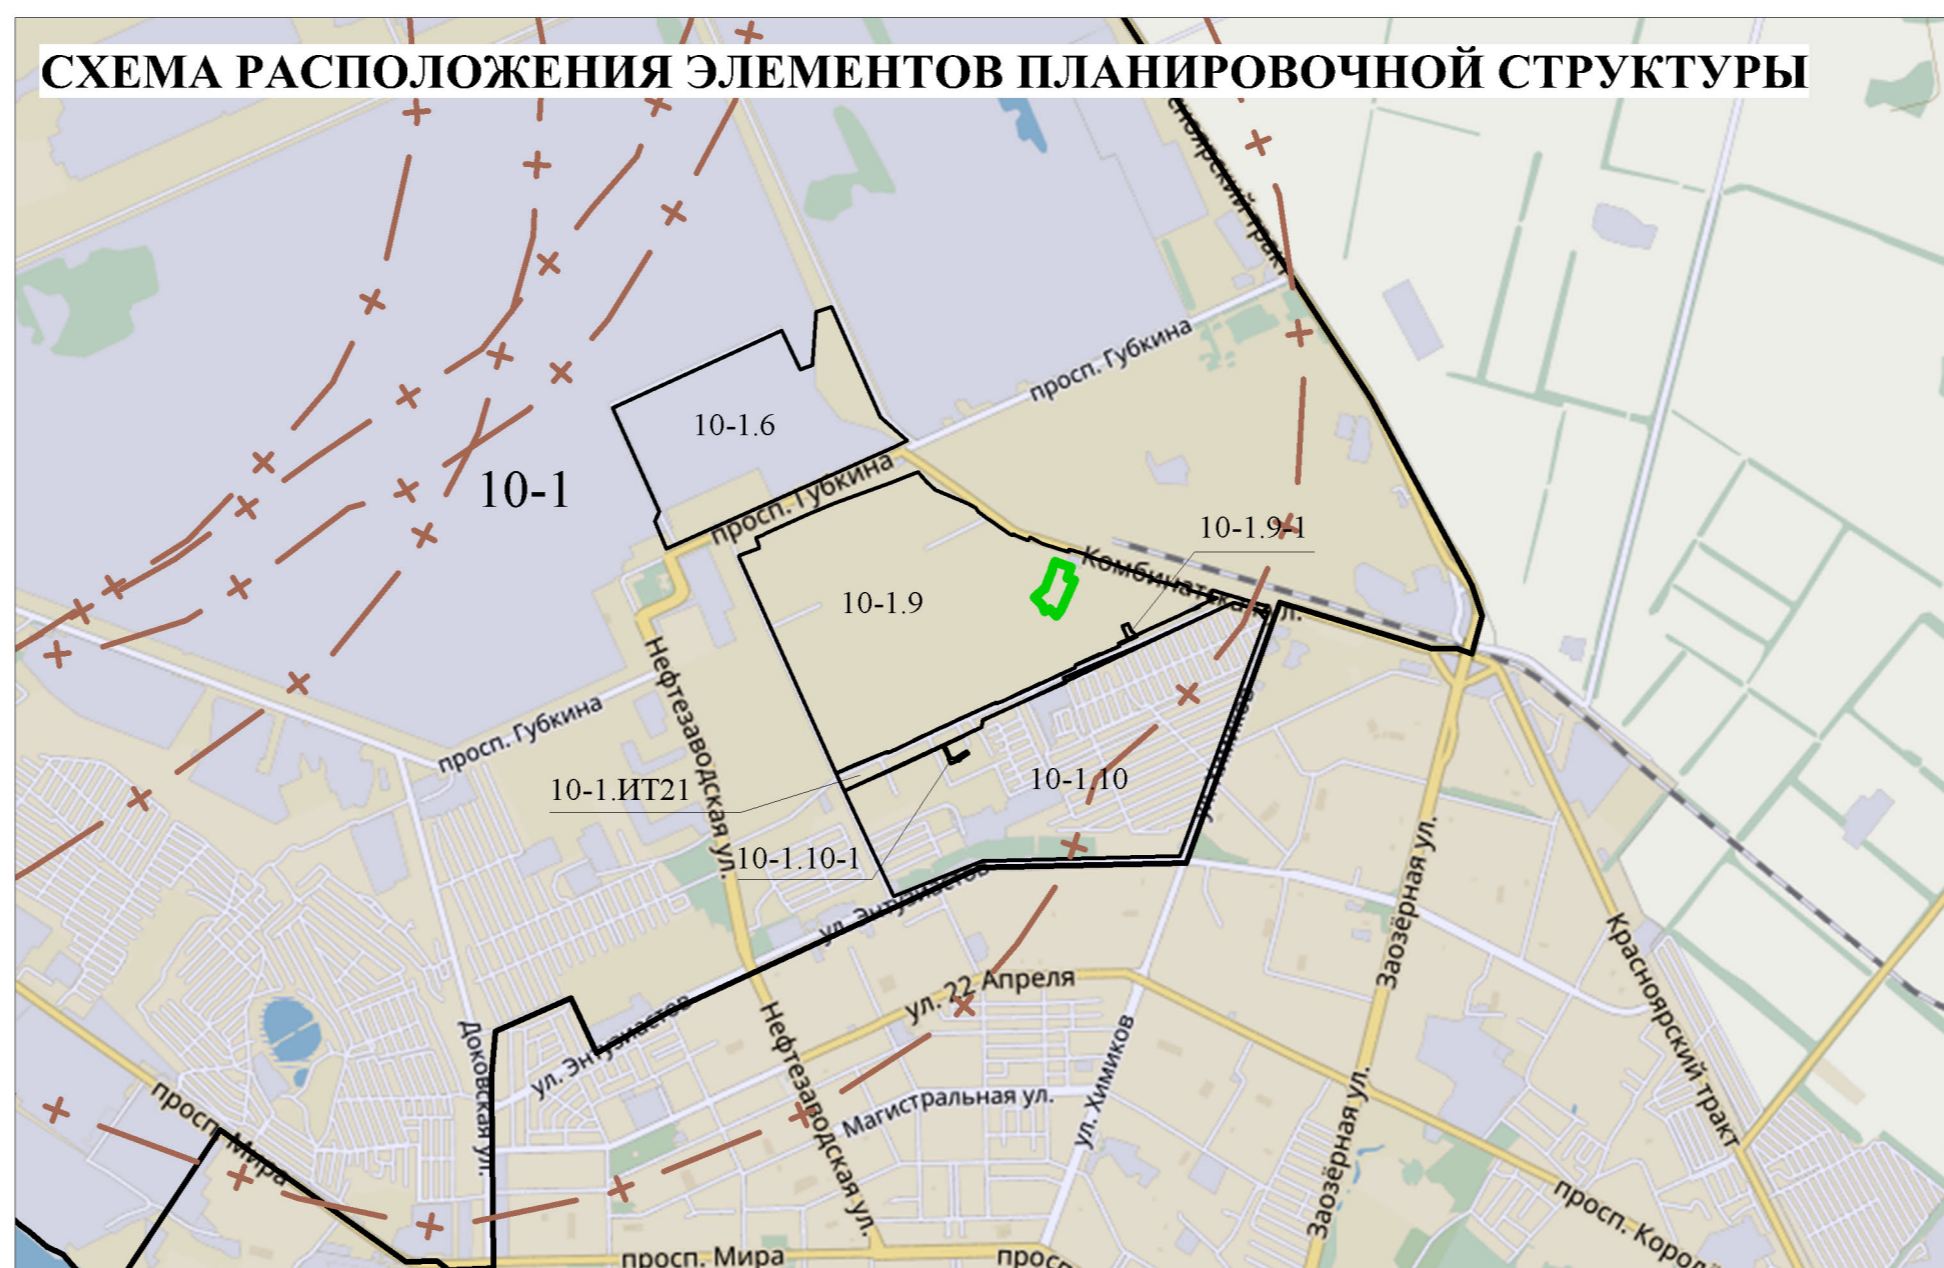 СХЕМА РАСПОЛОЖЕНИЯ ЭЛЕМЕНТОВ ПЛАНИРОВОЧНОЙ СТРУКТУРЫ
просп. Губкина
10-1.6
10-1
просп. Губкина
10-1.9-1
Комбинатская ул.
10-1.9
Нефтезаводская ул.
просп. Губкина
10-1.ИТ21
10-1.10
10-1.10-1
ул. Энтузиастов
Заозёрная ул.
Красноярский тракт
ул. 22 Апреля
ул. Энтузиастов
Доковская ул.
Нефтезаводская ул.
ул. Химиков
Магистральная ул.
просп. Мира
Заозёрная ул.
просп. Мира